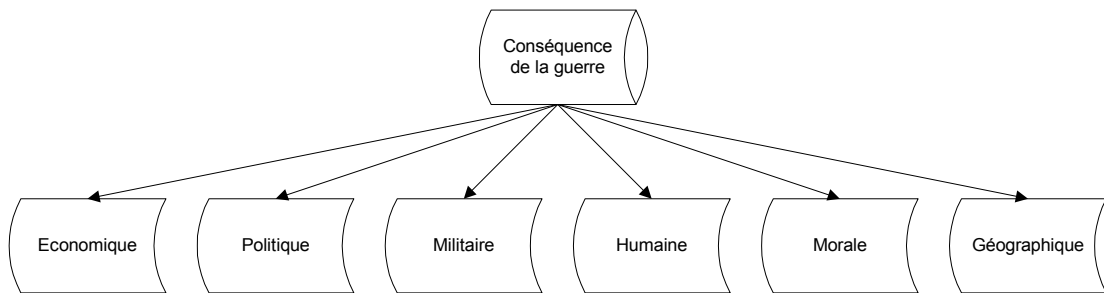 Conséquence
de la guerre
Economique
Politique
Militaire
Humaine
Morale
Géographique